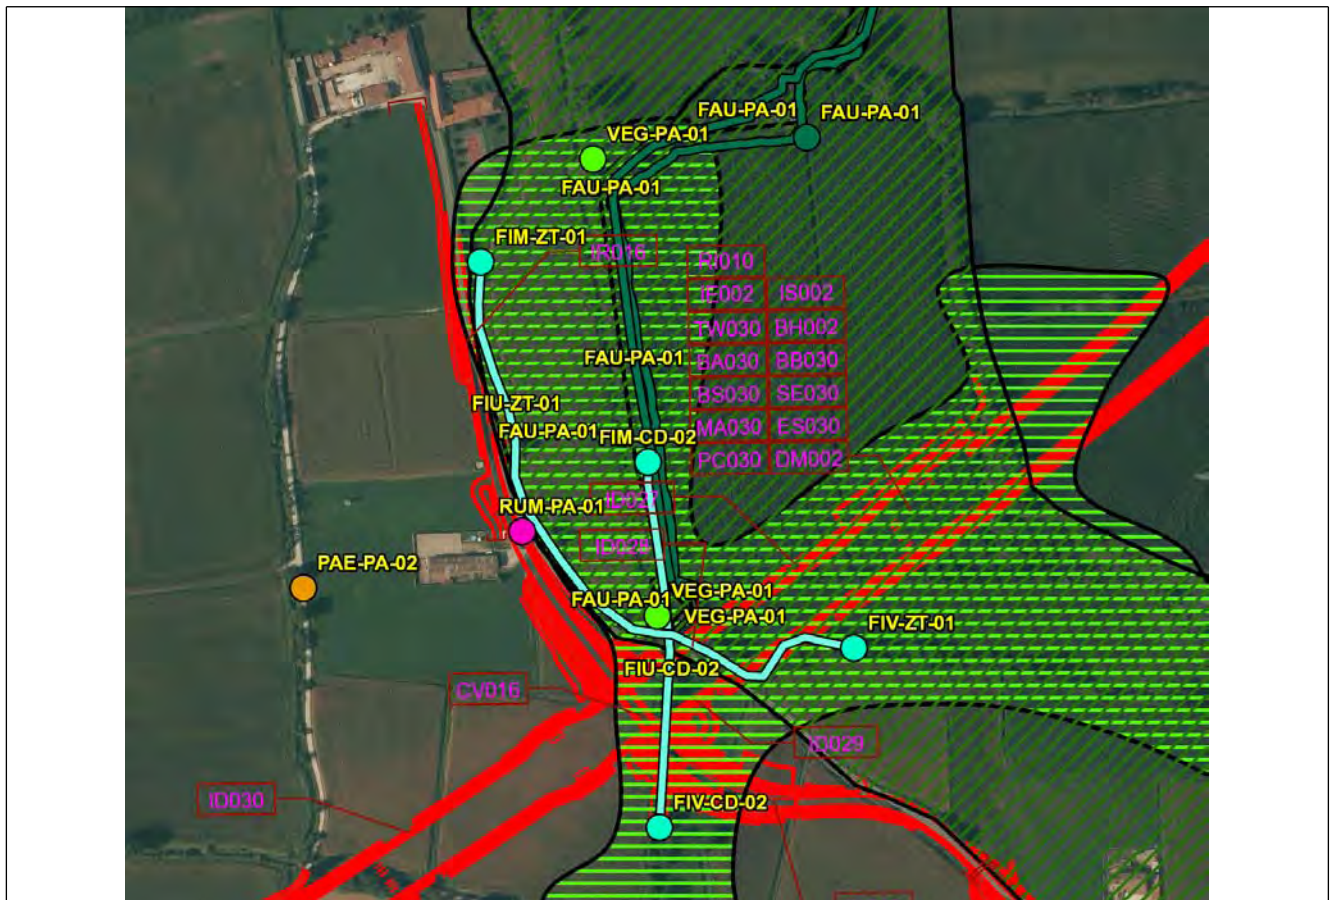 FAU-PA-01
FAU-PA-01
VEG-PA-01
FAU-PA-01
FIM-ZT-01
IR016
RI010
IE002 IS002
TW030 BH002
FAU-PA-01
BA030 BB030
BS030 SE030
FIU-ZT-01
MA030 ES030
FAU-PA-01
FIM-CD-02
PC030 DM002
ID027
RUM-PA-01
ID028
PAE-PA-02
VEG-PA-01
FAU-PA-01
VEG-PA-01
FIV-ZT-01
FIU-CD-02
CV016
ID029
ID030
FIV-CD-02